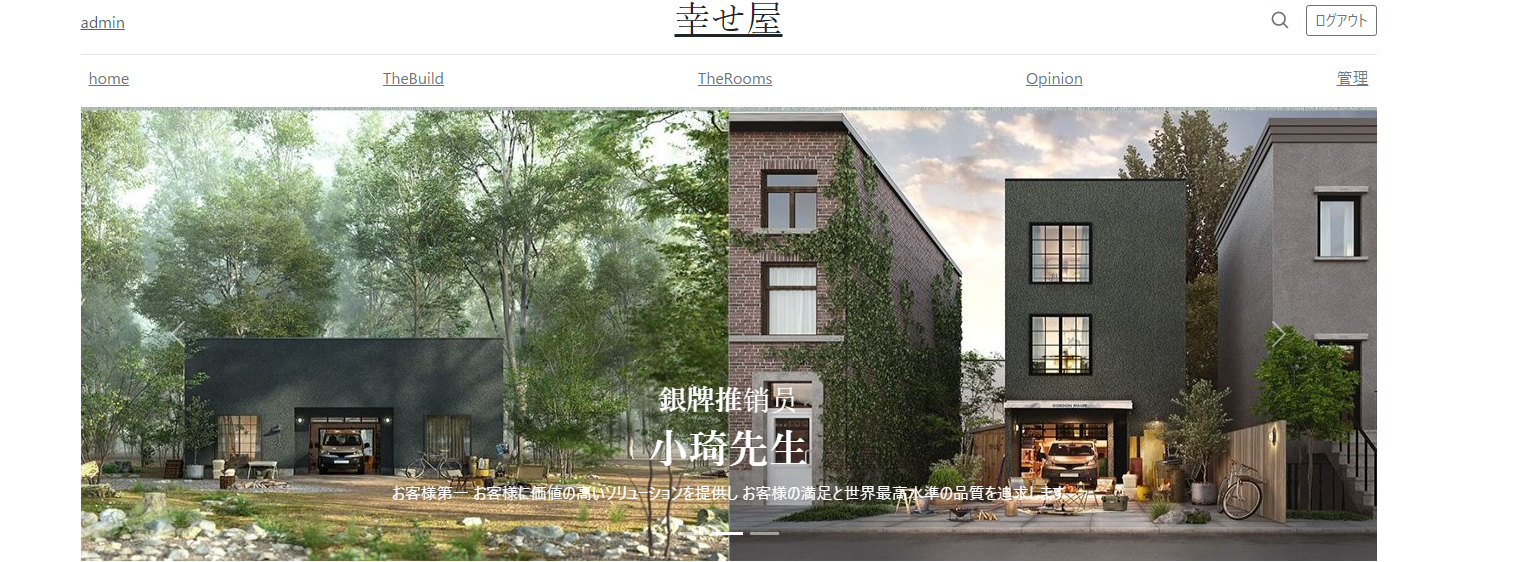 admin
幸せ屋
ログアウト
home
TheBuild
TheRooms
Opinion
管理
銀牌推销员
小琦先生
お客様第一 お客様に価値の高いソリューションを提供し お客様の満足と世界最高水準の品質を追求します